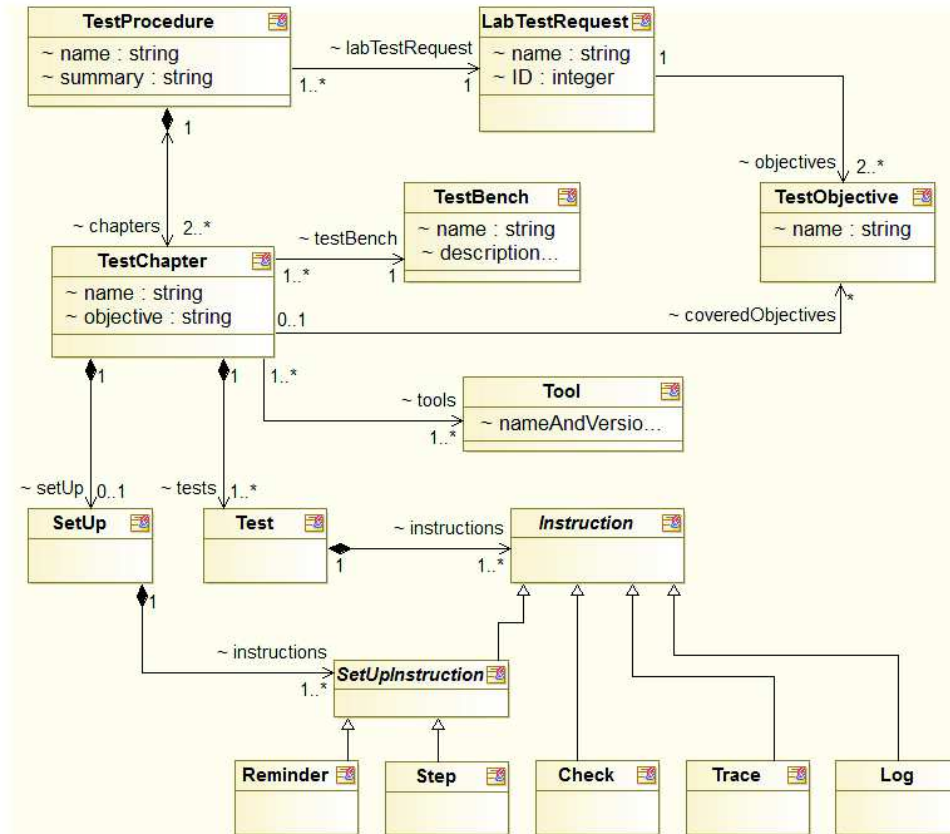 TestProcedure
~ name : string
~ summary : string
~ labTestRequest
1..*
1
LabTestRequest
~ name : string
~ ID : integer
1
~ objectives
2..*
1
~ chapters
2..*
TestBench
~ name : string
~ description...
TestObjective
~ name : string
TestChapter
~ name : string
~ objective : string
~ testBench
1..*
1
0..1
~ coveredObjectives
*
1
1
1..*
~ tools
1..*
Tool
~ nameAndVersio...
~ setUp
0..1
~ tests
1..*
SetUp
Test
~ instructions
1
1..*
Instruction
1
~ instructions
1..*
SetUpInstruction
Reminder
Step
Check
Trace
Log